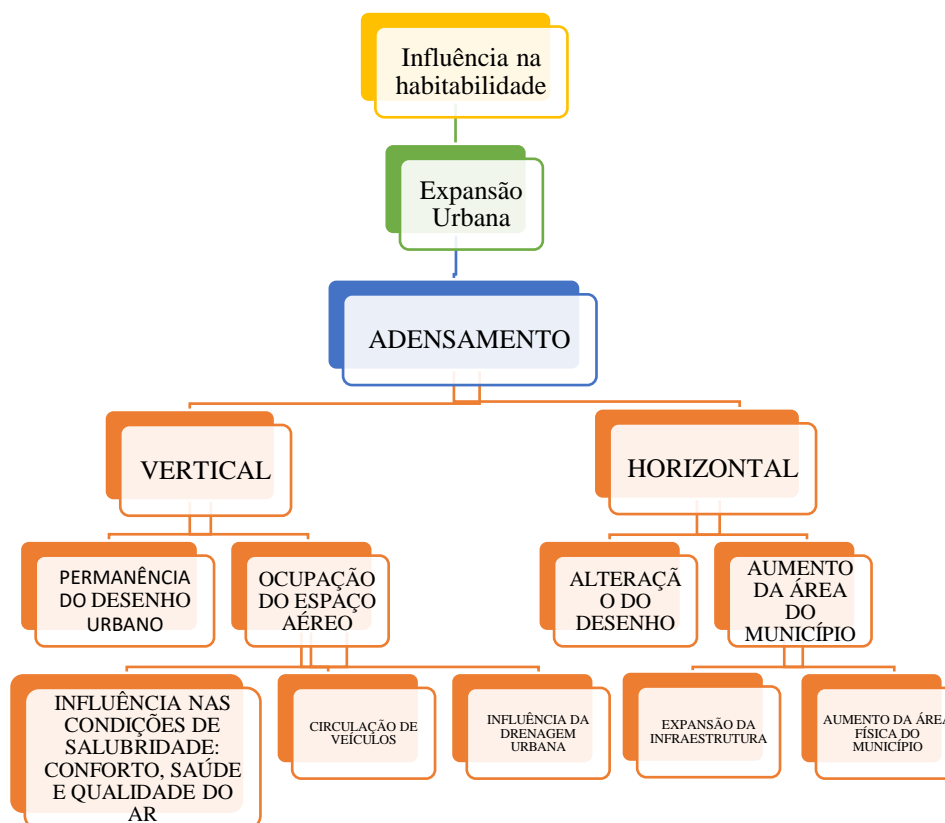 Influência na
habitabilidade
Expansão
Urbana
ADENSAMENTO
VERTICAL
HORIZONTAL
PERMANÊNCIA
DO DESENHO
URBANO
OCUPAÇÃO
DO ESPAÇO
AÉREO
ALTERAÇÃ
O DO
DESENHO
AUMENTO
DA ÁREA
DO
MUNICÍPIO
INFLUÊNCIA NAS
CONDIÇÕES DE
SALUBRIDADE:
CONFORTO, SAÚDE
E QUALIDADE DO
AR
CIRCULAÇÃO DE
VEÍCULOS
INFLUÊNCIA DA
DRENAGEM
URBANA
EXPANSÃO DA
INFRAESTRUTURA
AUMENTO DA ÁREA
FÍSICA DO
MUNICÍPIO